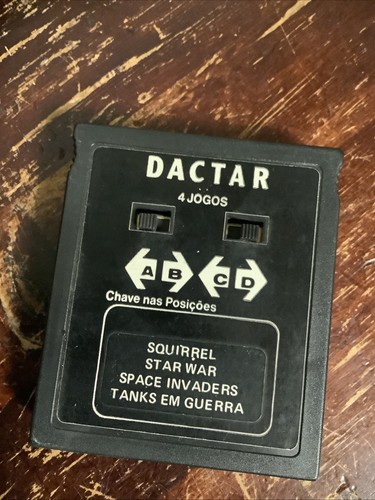 DACTAR
4 JOGOS
A B C D
Chave nas Posições
SQUIRREL
STAR WAR
SPACE INVADERS
TANKS EM GUERRA